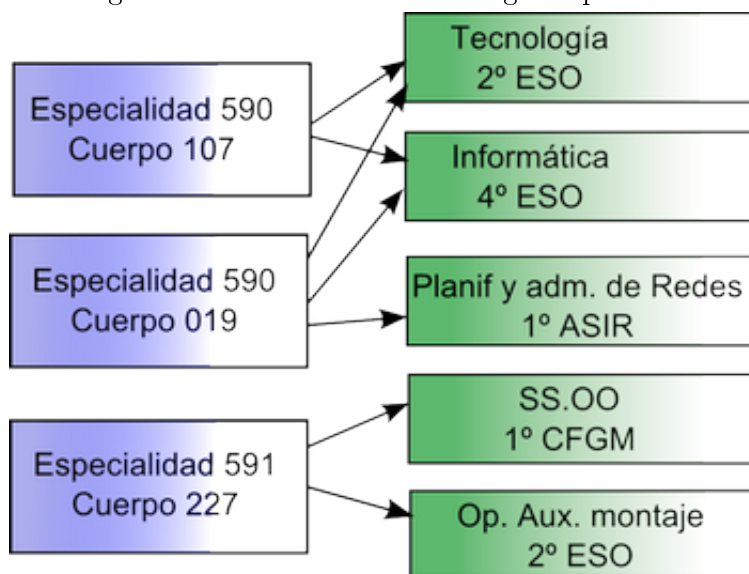 Especialidad 590
Cuerpo 107
Especialidad 590
Cuerpo 019
Especialidad 591
Cuerpo 227
Tecnología
2º ESO
Informática
4º ESO
Planif y adm. de Redes
1º ASIR
SS.OO
1º CFGM
Op. Aux. montaje
2º ESO